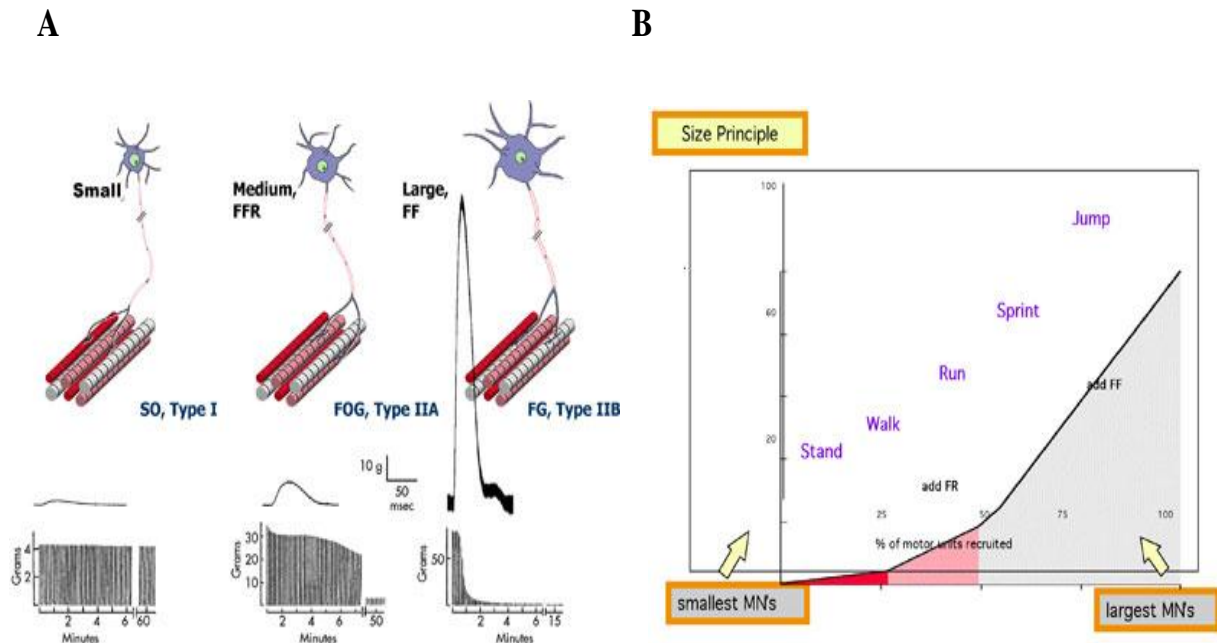 A
B
Size Principle
Small
Medium,
FFR
Large,
FF
SO, Type I
FOG, Type IIA
FG, Type IIB
10 g
50
msec
Grams
4
2
2 4 6 60
Minutes
Grams
30
20
10
2 4 6 50
Minutes
Grams
50
2 4 6 15
Minutes
100
60
20
Jump
Sprint
Run
Walk
Stand
add FF
add FR
25 50 75 100
% of motor units recruited
smallest MN's
largest MN's